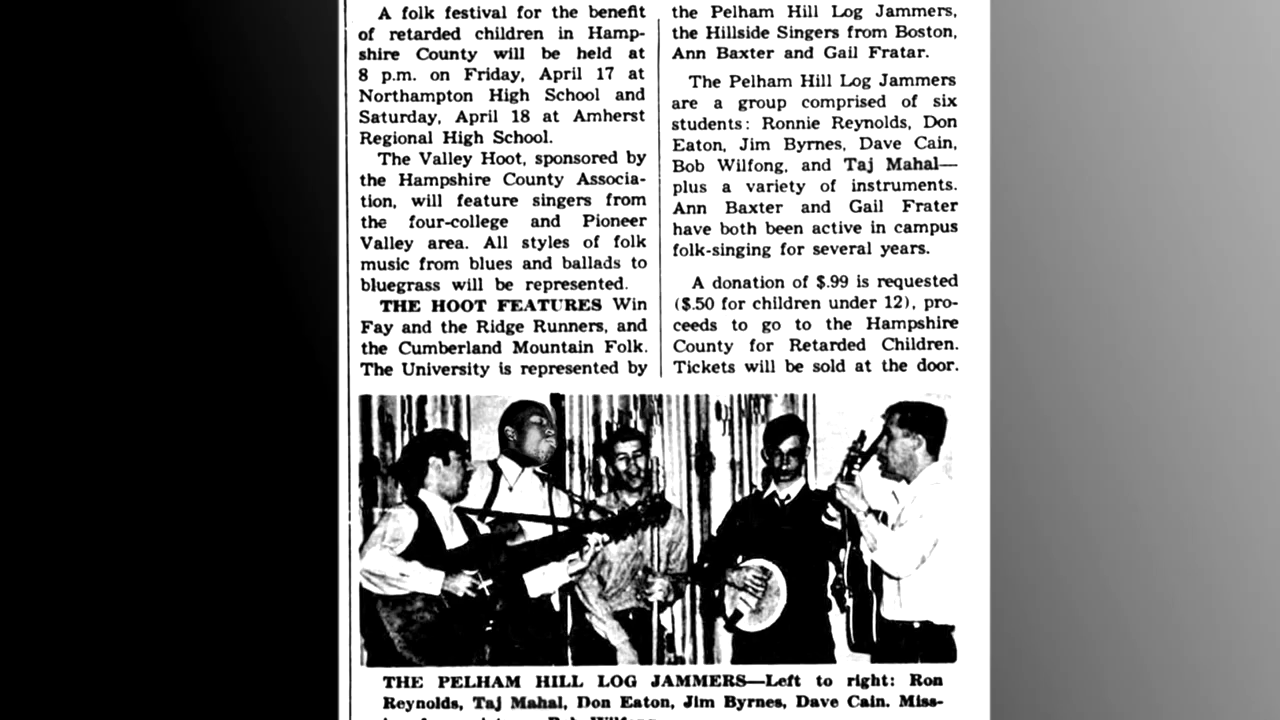 A folk festival for the benefit
of retarded children in Hamp-
shire County will be held at
8 p.m. on Friday, April 17 at
Northampton High School and
Saturday, April 18 at Amherst
Regional High School.
The Valley Hoot, sponsored by
the Hampshire County Associa-
tion, will feature singers from
the four-college and Pioneer
Valley area. All styles of folk
music from blues and ballads to
bluegrass will be represented.
THE HOOT FEATURES Win
Fay and the Ridge Runners, and
the Cumberland Mountain Folk.
The University is represented by
the Pelham Hill Log Jammers,
the Hillside Singers from Boston,
Ann Baxter and Gail Fratar.
The Pelham Hill Log Jammers
are a group comprised of six
students: Ronnie Reynolds, Don
Eaton, Jim Byrnes, Dave Cain,
Bob Wilfong, and Taj Mahal—
plus a variety of instruments.
Ann Baxter and Gail Frater
have both been active in campus
folk-singing for several years.
A donation of $.99 is requested
($.50 for children under 12), pro-
ceeds to go to the Hampshire
County for Retarded Children.
Tickets will be sold at the door.
THE PELHAM HILL LOG JAMMERS—Left to right: Ron
Reynolds, Taj Mahal, Don Eaton, Jim Byrnes, Dave Cain. Miss-